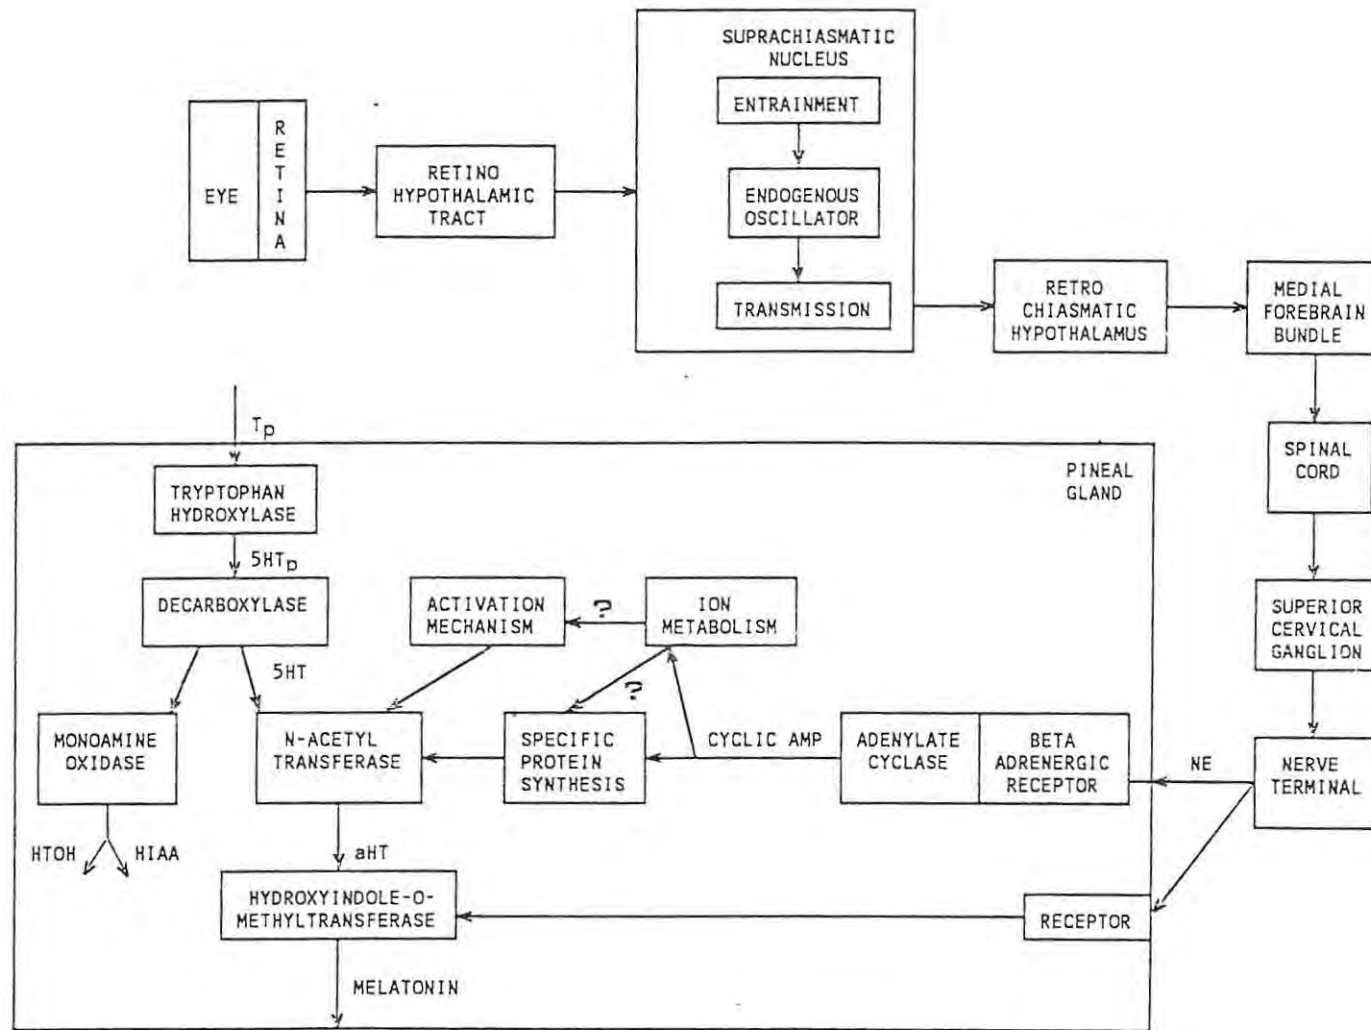 SUPRACHIASMATIC
NUCLEUS
ENTRAINMENT
ENDOGENOUS
OSCILLATOR
TRANSMISSION
EYE
R
E
T
I
N
A
RETINO
HYPOTHALAMIC
TRACT
RETRO
CHIASMATIC
HYPOTHALAMUS
MEDIAL
FOREBRAIN
BUNDLE
SPINAL
CORD
SUPERIOR
CERVICAL
GANGLION
NERVE
TERMINAL
NE
PINEAL
GLAND
Tp
TRYPTOPHAN
HYDROXYLASE
5HTp
DECARBOXYLASE
5HT
ACTIVATION
MECHANISM
?
ION
METABOLISM
?
MONOAMINE
OXIDASE
N-ACETYL
TRANSFERASE
SPECIFIC
PROTEIN
SYNTHESIS
CYCLIC AMP
ADENYLATE
CYCLASE
BETA
ADRENERGIC
RECEPTOR
HTOH
HIAA
aHT
HYDROXYINDOLE-O-
METHYLTRANSFERASE
RECEPTOR
MELATONIN